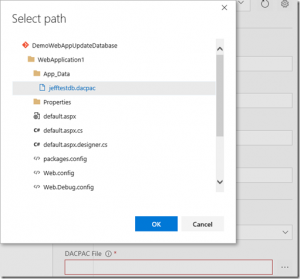 Select path
DemoWebAppUpdateDatabase
WebApplication1
App_Data
jefftestdb.dacpac
Properties
default.aspx
C# default.aspx.cs
C# default.aspx.designer.cs
packages.config
Web.config
Web.Debug.config
OK Cancel
DACPAC File *